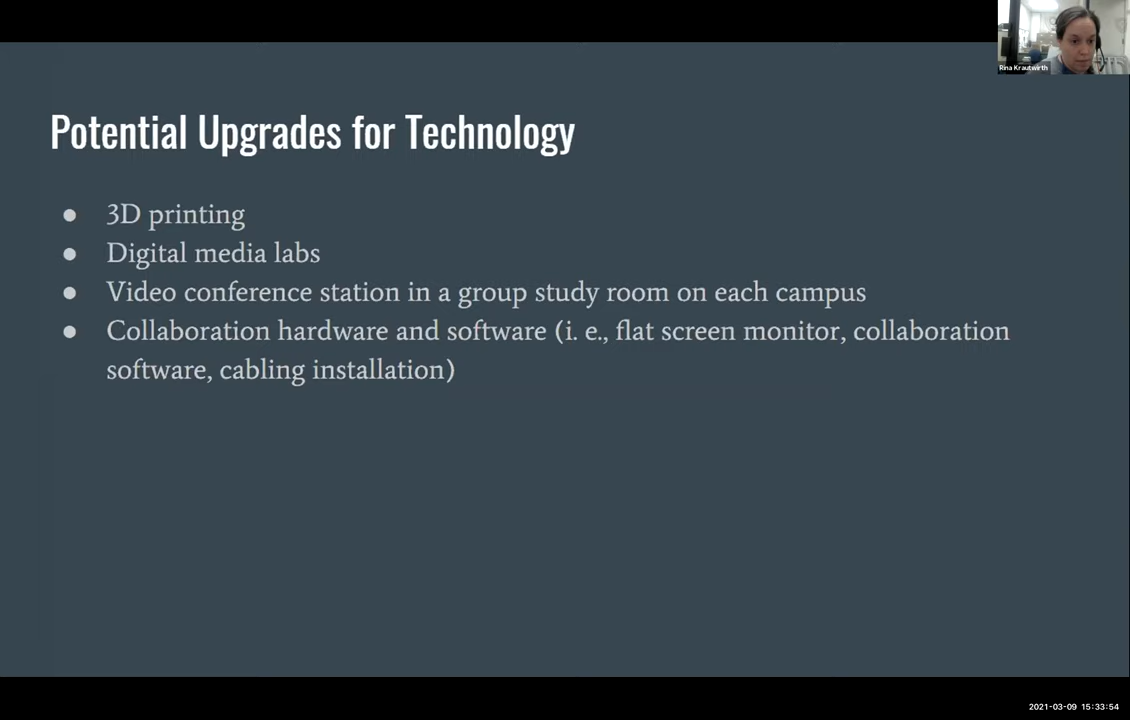 Rina Krautwirth
Potential Upgrades for Technology
● 3D printing
● Digital media labs
● Video conference station in a group study room on each campus
● Collaboration hardware and software (i. e., flat screen monitor, collaboration
software, cabling installation)
2021-03-09 15:33:54